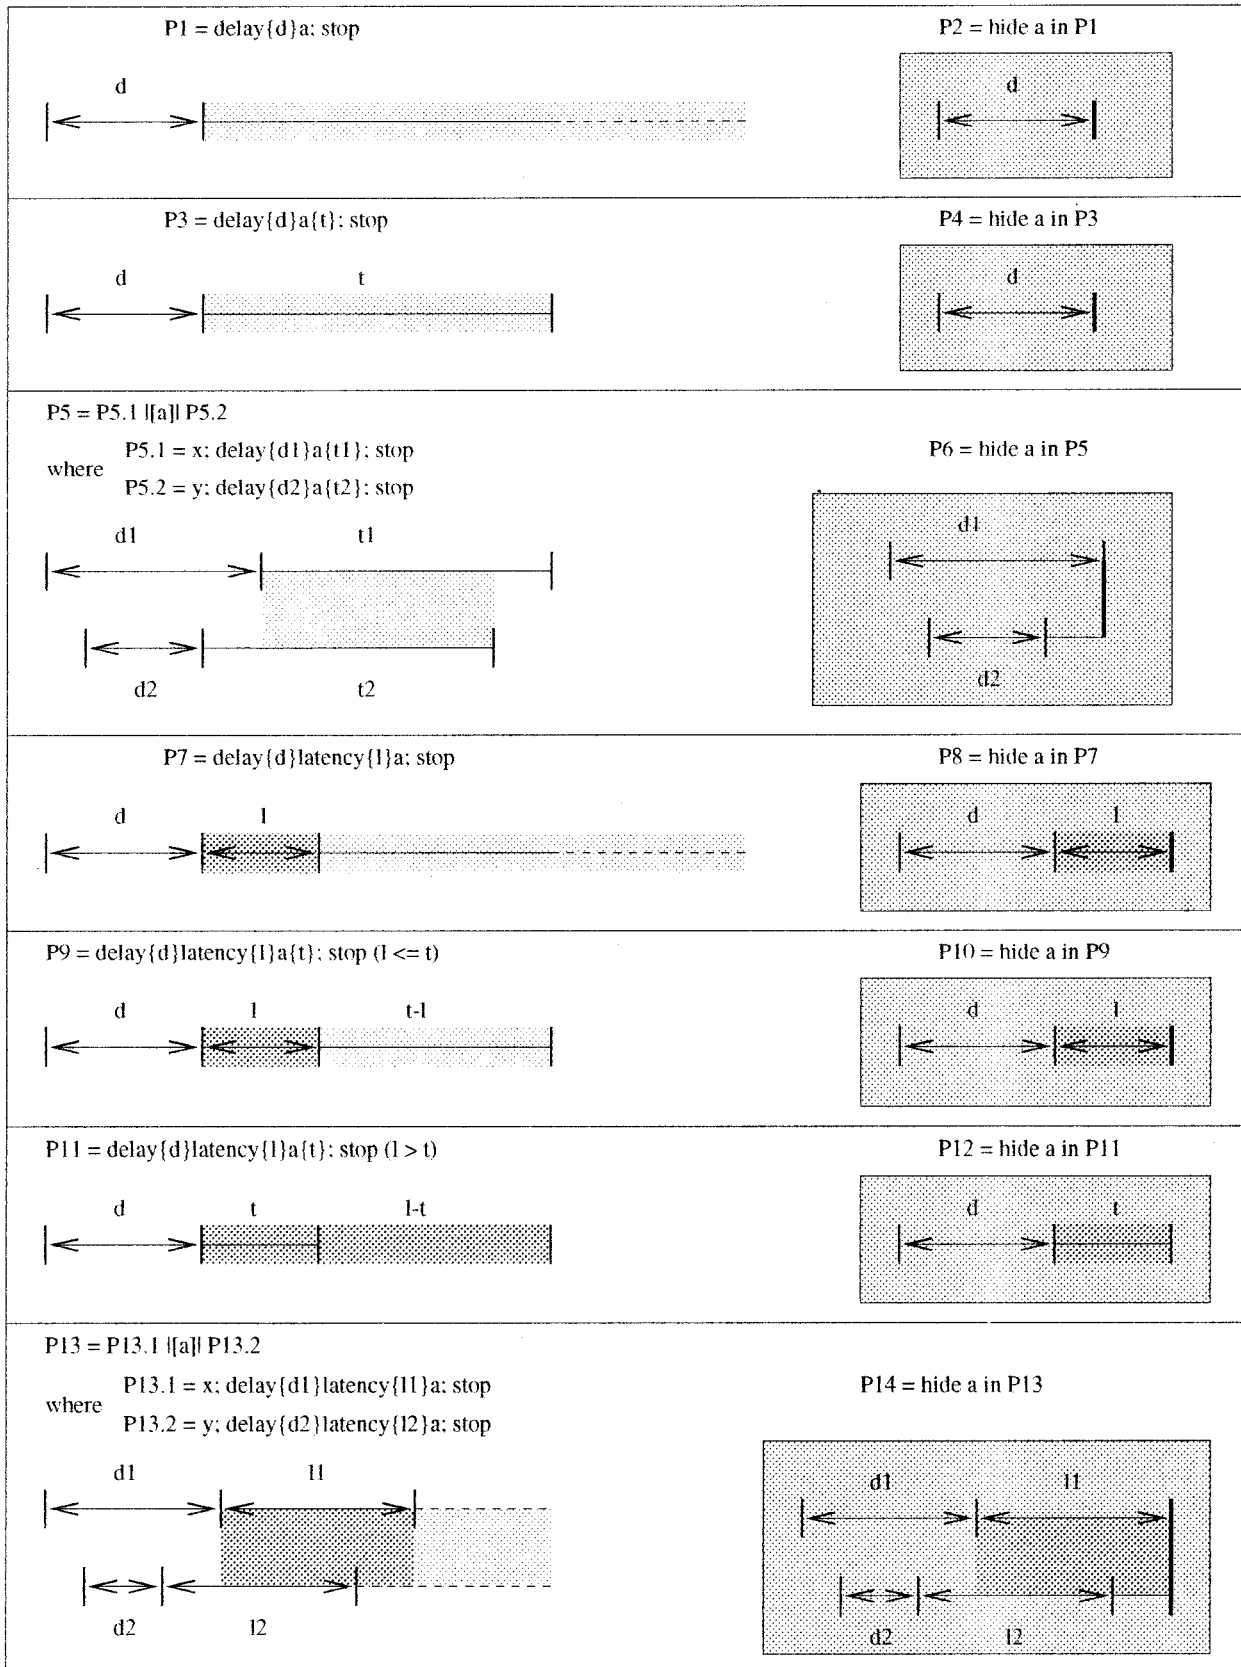 P1 = delay{d}a; stop
P2 = hide a in P1
d
d
P3 = delay{d}a{t}; stop
P4 = hide a in P3
d t
d
P5 = P5.1 |[a]| P5.2
where
P5.1 = x; delay{d1}a{t1}; stop
P5.2 = y; delay{d2}a{t2}; stop
P6 = hide a in P5
d1 t1
d2 t2
d1
d2
P7 = delay{d}latency{l}a; stop
P8 = hide a in P7
d l
d l
P9 = delay{d}latency{l}a{t}; stop (l <= t)
P10 = hide a in P9
d l t-l
d l
P11 = delay{d}latency{l}a{t}; stop (l > t)
P12 = hide a in P11
d t l-t
d t
P13 = P13.1 |[a]| P13.2
where
P13.1 = x; delay{d1}latency{l1}a; stop
P13.2 = y; delay{d2}latency{l2}a; stop
P14 = hide a in P13
d1 l1
d2 l2
d1 l1
d2 l2